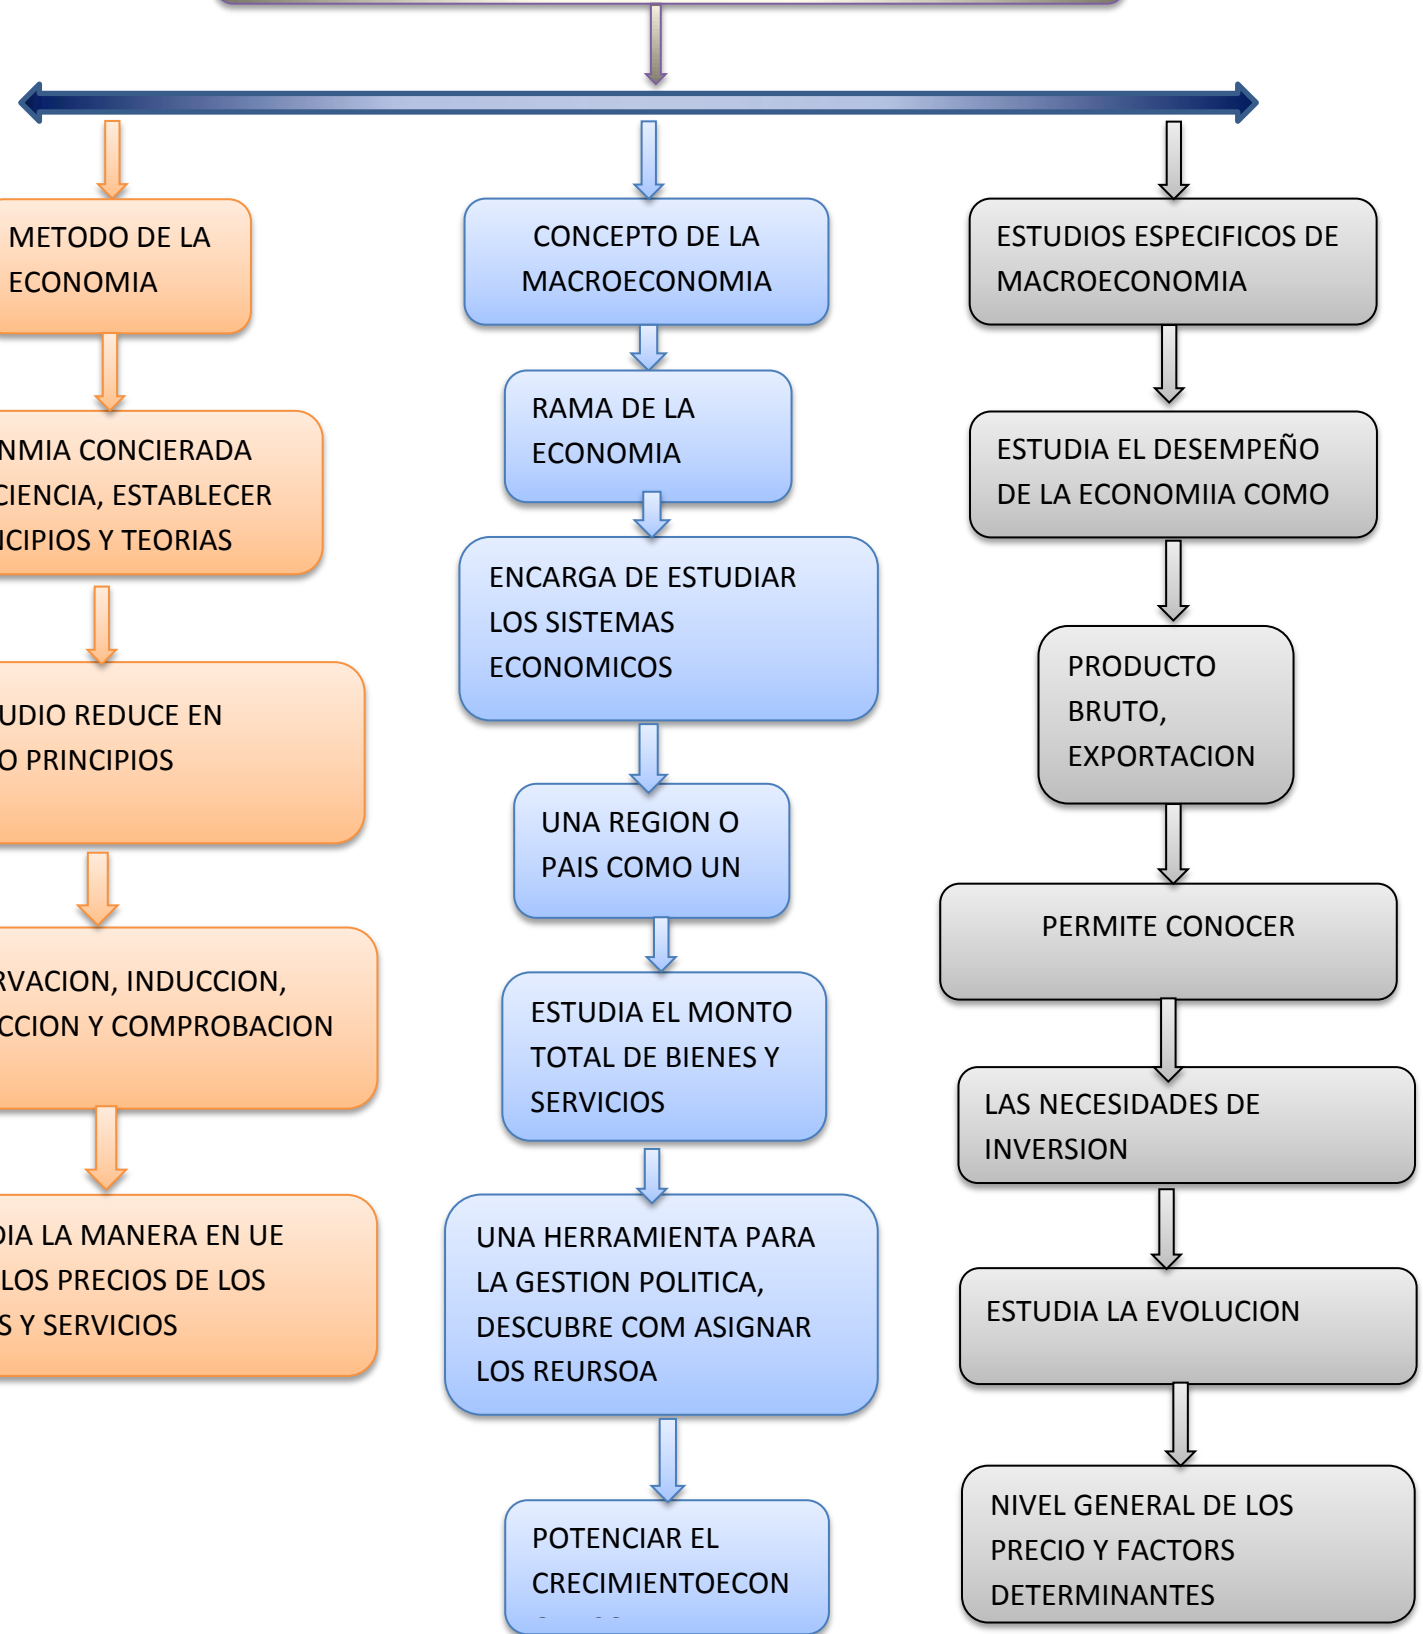 METODO DE LA
ECONOMIA
NMIA CONCIERADA
CIENCIA, ESTABLECER
NCIPIOS Y TEORIAS
UDIO REDUCE EN
O PRINCIPIOS
RVACION, INDUCCION,
CCION Y COMPROBACION
DIA LA MANERA EN UE
LOS PRECIOS DE LOS
S Y SERVICIOS
CONCEPTO DE LA
MACROECONOMIA
RAMA DE LA
ECONOMIA
ENCARGA DE ESTUDIAR
LOS SISTEMAS
ECONOMICOS
UNA REGION O
PAIS COMO UN
ESTUDIA EL MONTO
TOTAL DE BIENES Y
SERVICIOS
UNA HERRAMIENTA PARA
LA GESTION POLITICA,
DESCUBRE COM ASIGNAR
LOS REURSOA
POTENCIAR EL
CRECIMIENTOECON
ESTUDIOS ESPECIFICOS DE
MACROECONOMIA
ESTUDIA EL DESEMPEÑO
DE LA ECONOMIIA COMO
PRODUCTO
BRUTO,
EXPORTACION
PERMITE CONOCER
LAS NECESIDADES DE
INVERSION
ESTUDIA LA EVOLUCION
NIVEL GENERAL DE LOS
PRECIO Y FACTORS
DETERMINANTES